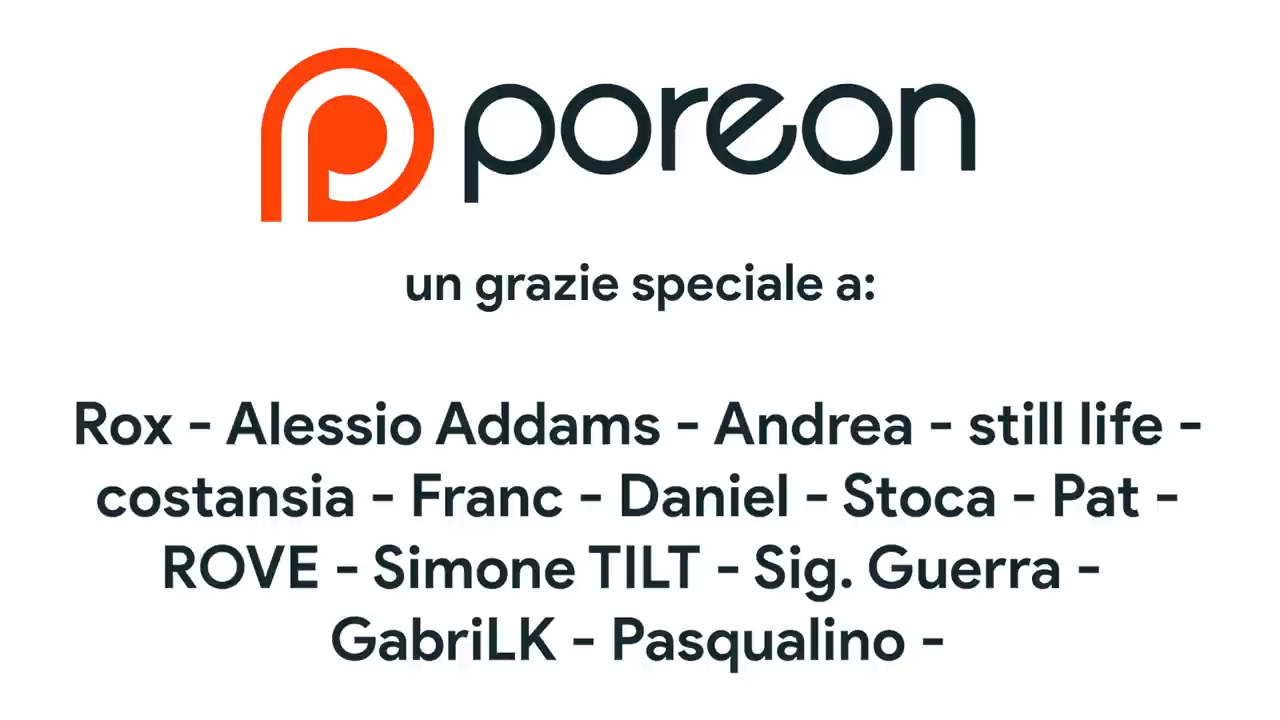 poreon
un grazie speciale a:
Rox - Alessio Addams - Andrea - still life -
costansia - Franc - Daniel - Stoca - Pat -
ROVE - Simone TILT - Sig. Guerra -
GabriLK - Pasqualino -